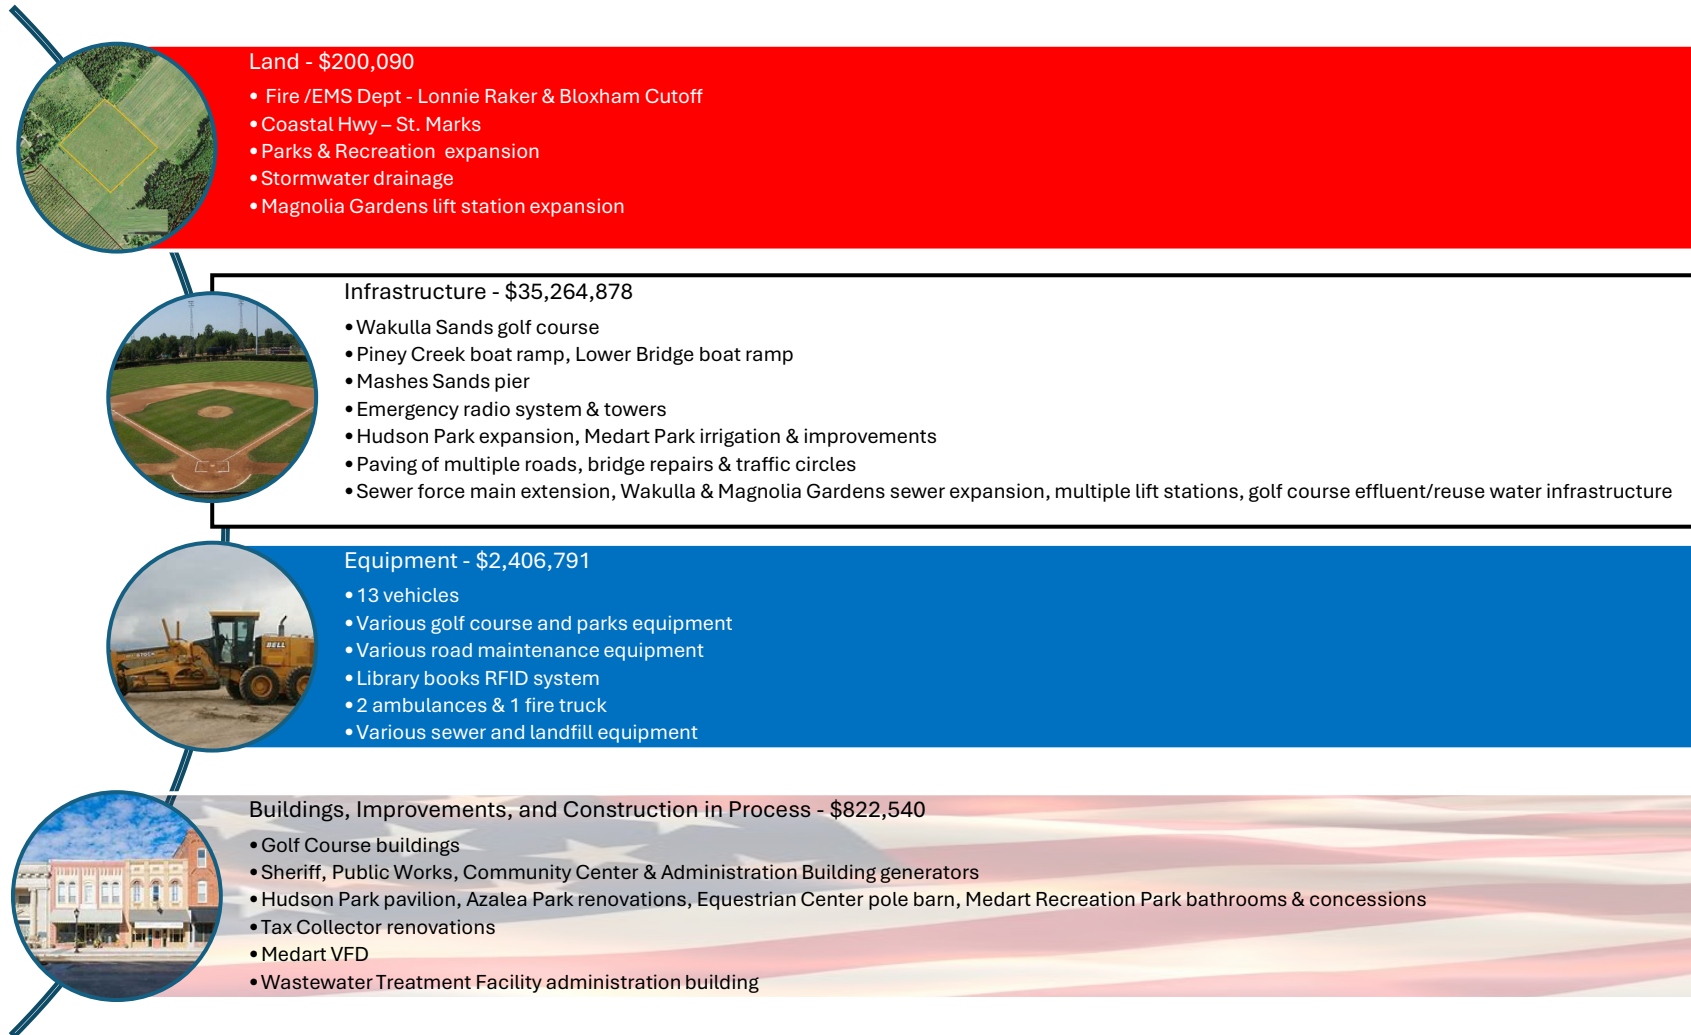 Land - $200,090
• Fire /EMS Dept - Lonnie Raker & Bloxham Cutoff
• Coastal Hwy – St. Marks
• Parks & Recreation expansion
• Stormwater drainage
• Magnolia Gardens lift station expansion
Infrastructure - $35,264,878
• Wakulla Sands golf course
• Piney Creek boat ramp, Lower Bridge boat ramp
• Mashes Sands pier
• Emergency radio system & towers
• Hudson Park expansion, Medart Park irrigation & improvements
• Paving of multiple roads, bridge repairs & traffic circles
• Sewer force main extension, Wakulla & Magnolia Gardens sewer expansion, multiple lift stations, golf course effluent/reuse water infrastructure
Equipment - $2,406,791
• 13 vehicles
• Various golf course and parks equipment
• Various road maintenance equipment
• Library books RFID system
• 2 ambulances & 1 fire truck
• Various sewer and landfill equipment
BELL
Buildings, Improvements, and Construction in Process - $822,540
• Golf Course buildings
• Sheriff, Public Works, Community Center & Administration Building generators
• Hudson Park pavilion, Azalea Park renovations, Equestrian Center pole barn, Medart Recreation Park bathrooms & concessions
• Tax Collector renovations
• Medart VFD
• Wastewater Treatment Facility administration building